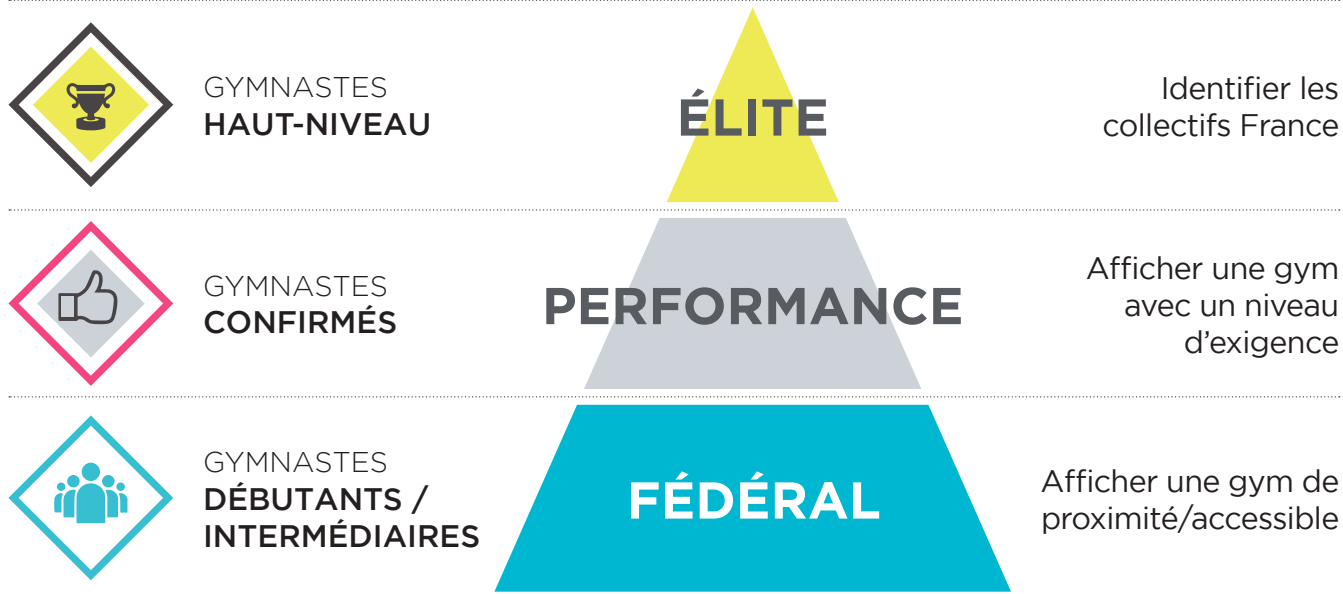 GYMNASTES
HAUT-NIVEAU
ÉLITE
Identifier les
collectifs France
GYMNASTES
CONFIRMÉS
PERFORMANCE
Afficher une gym
avec un niveau
d'exigence
GYMNASTES
DÉBUTANTS /
INTERMÉDIAIRES
FÉDÉRAL
Afficher une gym de
proximité/accessible